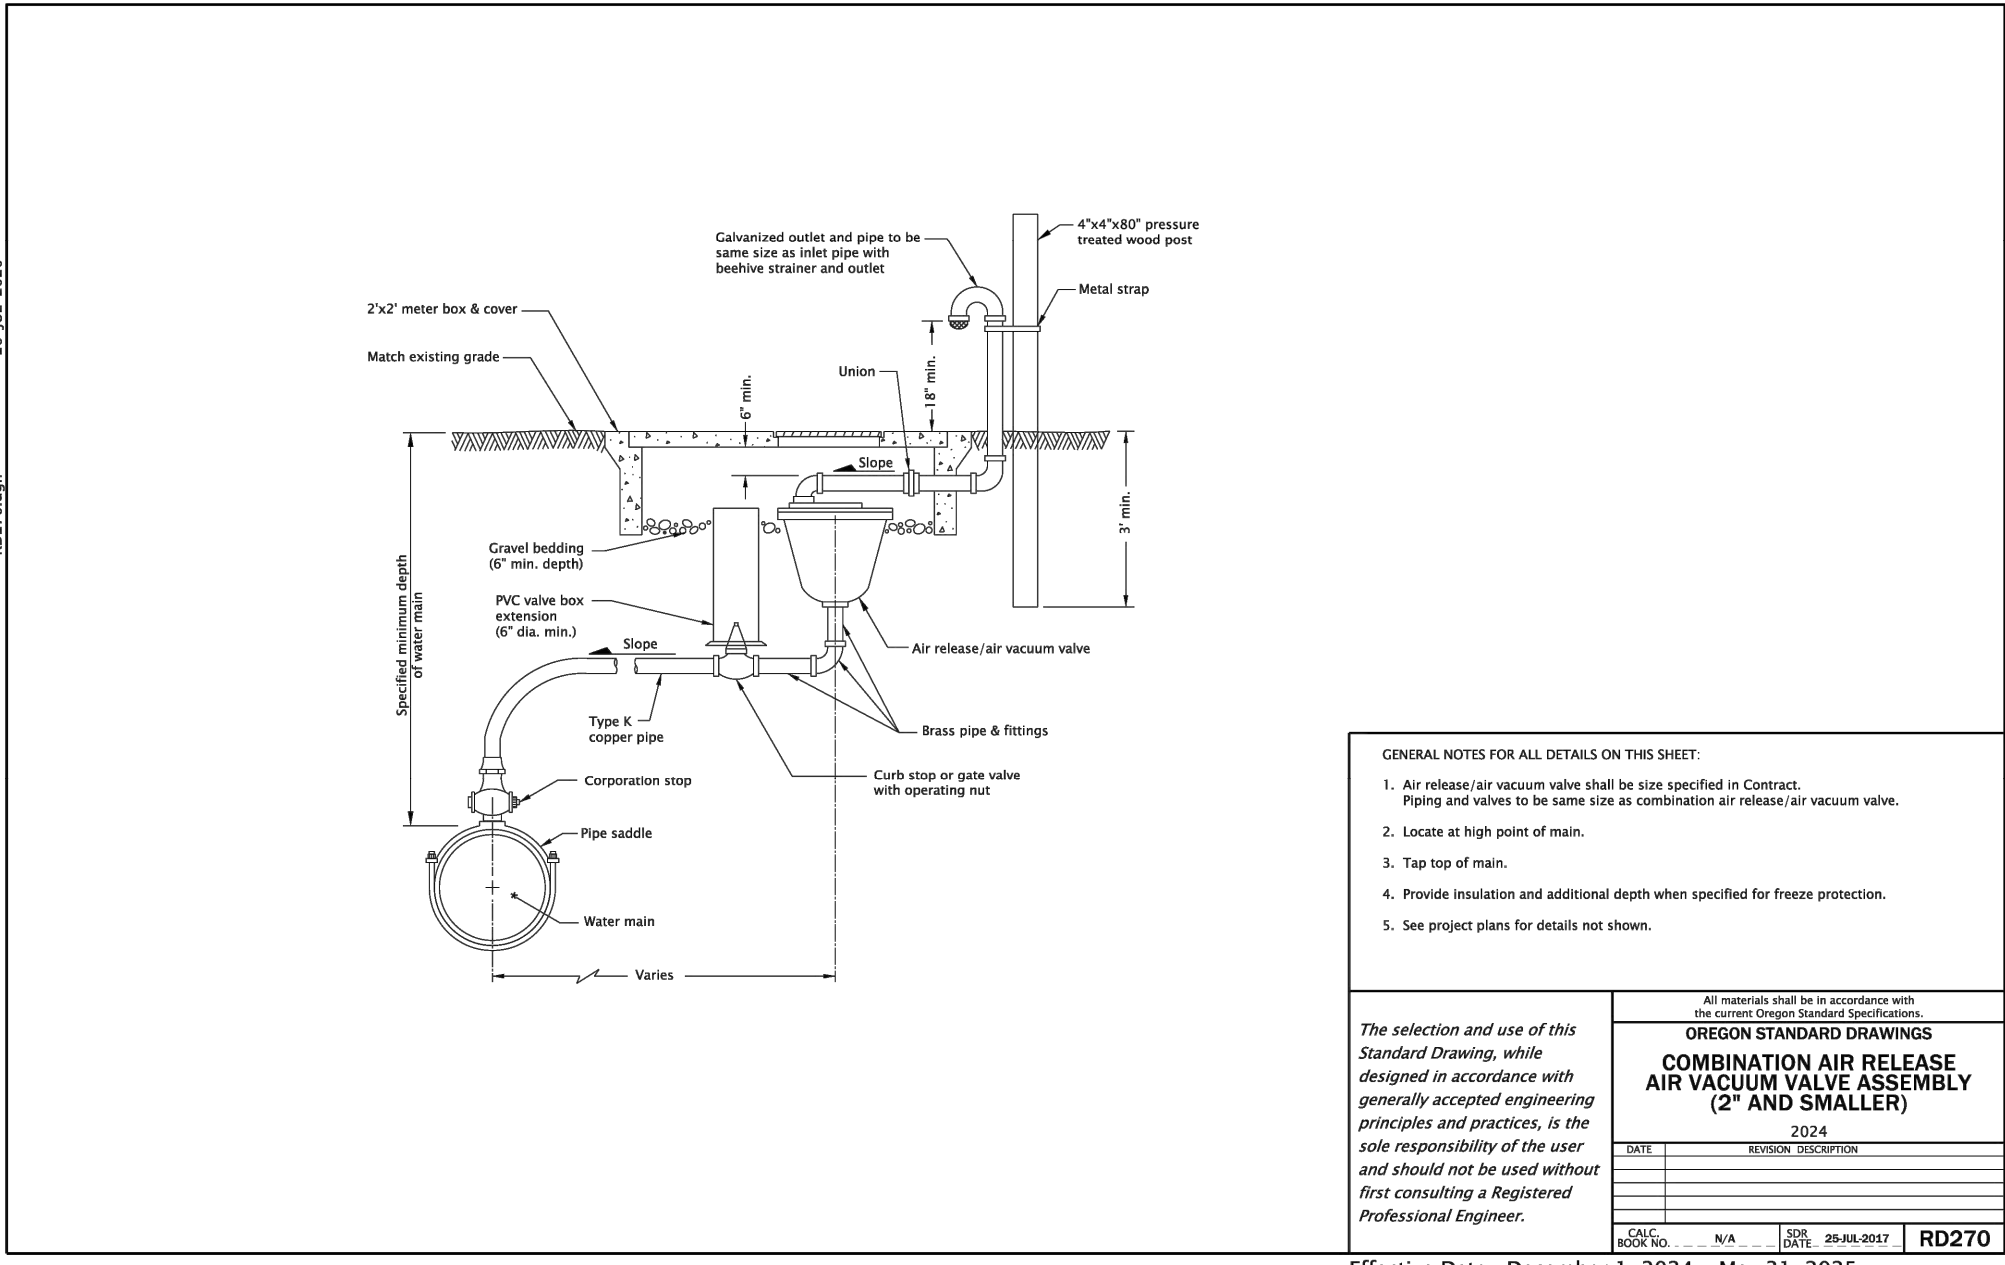 4"x4"x80" pressure
treated wood post
Galvanized outlet and pipe to be
same size as inlet pipe with
beehive strainer and outlet
Metal strap
2'x2' meter box & cover
Match existing grade
Union
6" min.
18" min.
Slope
3' min.
Gravel bedding
(6" min. depth)
PVC valve box
extension
(6" dia. min.)
Slope
Specified minimum depth
of water main
Air release/air vacuum valve
Type K
copper pipe
Brass pipe & fittings
Corporation stop
Curb stop or gate valve
with operating nut
Pipe saddle
*
Water main
Varies
GENERAL NOTES FOR ALL DETAILS ON THIS SHEET:
1. Air release/air vacuum valve shall be size specified in Contract.
Piping and valves to be same size as combination air release/air vacuum valve.
2. Locate at high point of main.
3. Tap top of main.
4. Provide insulation and additional depth when specified for freeze protection.
5. See project plans for details not shown.
The selection and use of this
Standard Drawing, while
designed in accordance with
generally accepted engineering
principles and practices, is the
sole responsibility of the user
and should not be used without
first consulting a Registered
Professional Engineer.
All materials shall be in accordance with
the current Oregon Standard Specifications.
OREGON STANDARD DRAWINGS
COMBINATION AIR RELEASE
AIR VACUUM VALVE ASSEMBLY
(2" AND SMALLER)
2024
DATE REVISION DESCRIPTION
CALC. BOOK NO. N/A
SDR DATE 25-JUL-2017
RD270
Effective Date: December 1, 2024 - May 31, 2025